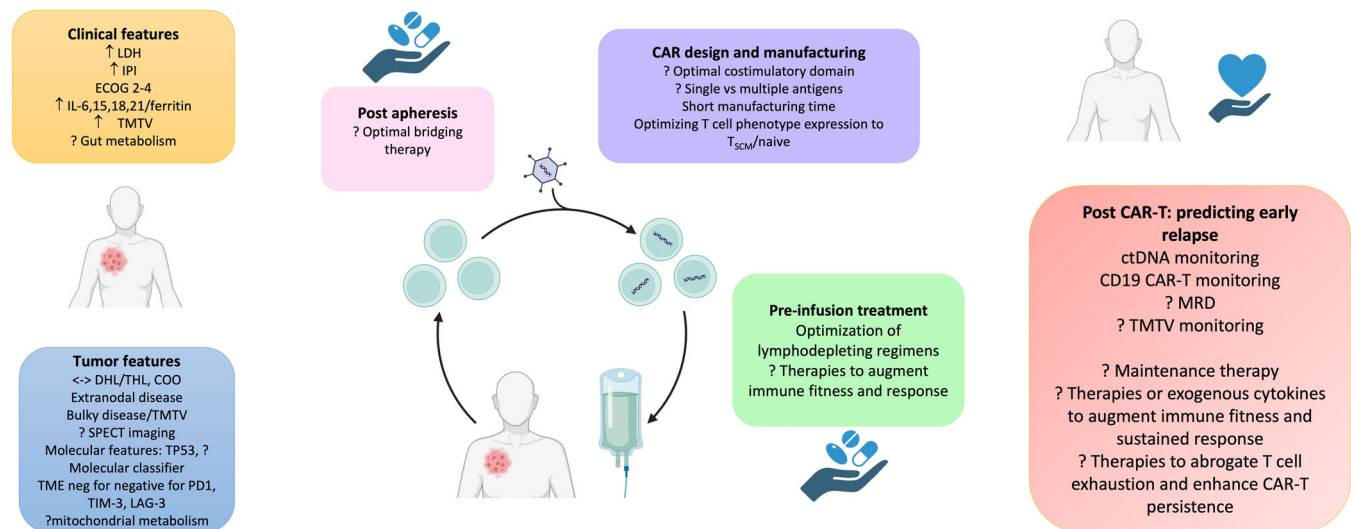 Clinical features
↑ LDH
↑ IPI
ECOG 2-4
↑ IL-6,15,18,21/ferritin
↑ TMTV
? Gut metabolism
Tumor features
<-> DHL/THL, COO
Extranodal disease
Bulky disease/TMTV
? SPECT imaging
Molecular features: TP53, ?
Molecular classifier
TME neg for negative for PD1,
TIM-3, LAG-3
?mitochondrial metabolism
Post apheresis
? Optimal bridging
therapy
CAR design and manufacturing
? Optimal costimulatory domain
? Single vs multiple antigens
Short manufacturing time
Optimizing T cell phenotype expression to
TSCM/naive
Pre-infusion treatment
Optimization of
lymphodepleting regimens
? Therapies to augment
immune fitness and response
Post CAR-T: predicting early
relapse
ctDNA monitoring
CD19 CAR-T monitoring
? MRD
? TMTV monitoring
? Maintenance therapy
? Therapies or exogenous cytokines
to augment immune fitness and
sustained response
? Therapies to abrogate T cell
exhaustion and enhance CAR-T
persistence